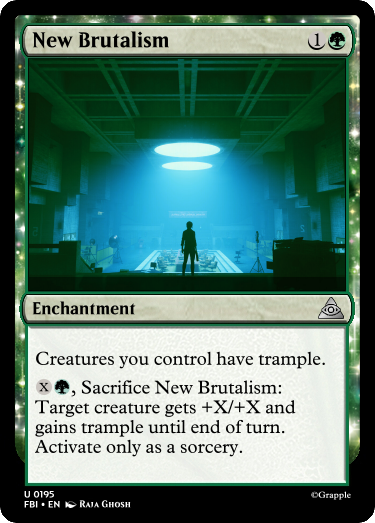 New Brutalism 1
Enchantment
Creatures you control have trample.
X, Sacrifice New Brutalism:
Target creature gets +X/+X and
gains trample until end of turn.
Activate only as a sorcery.
U 0195
FBI • EN Raja Ghosh
©Grapple